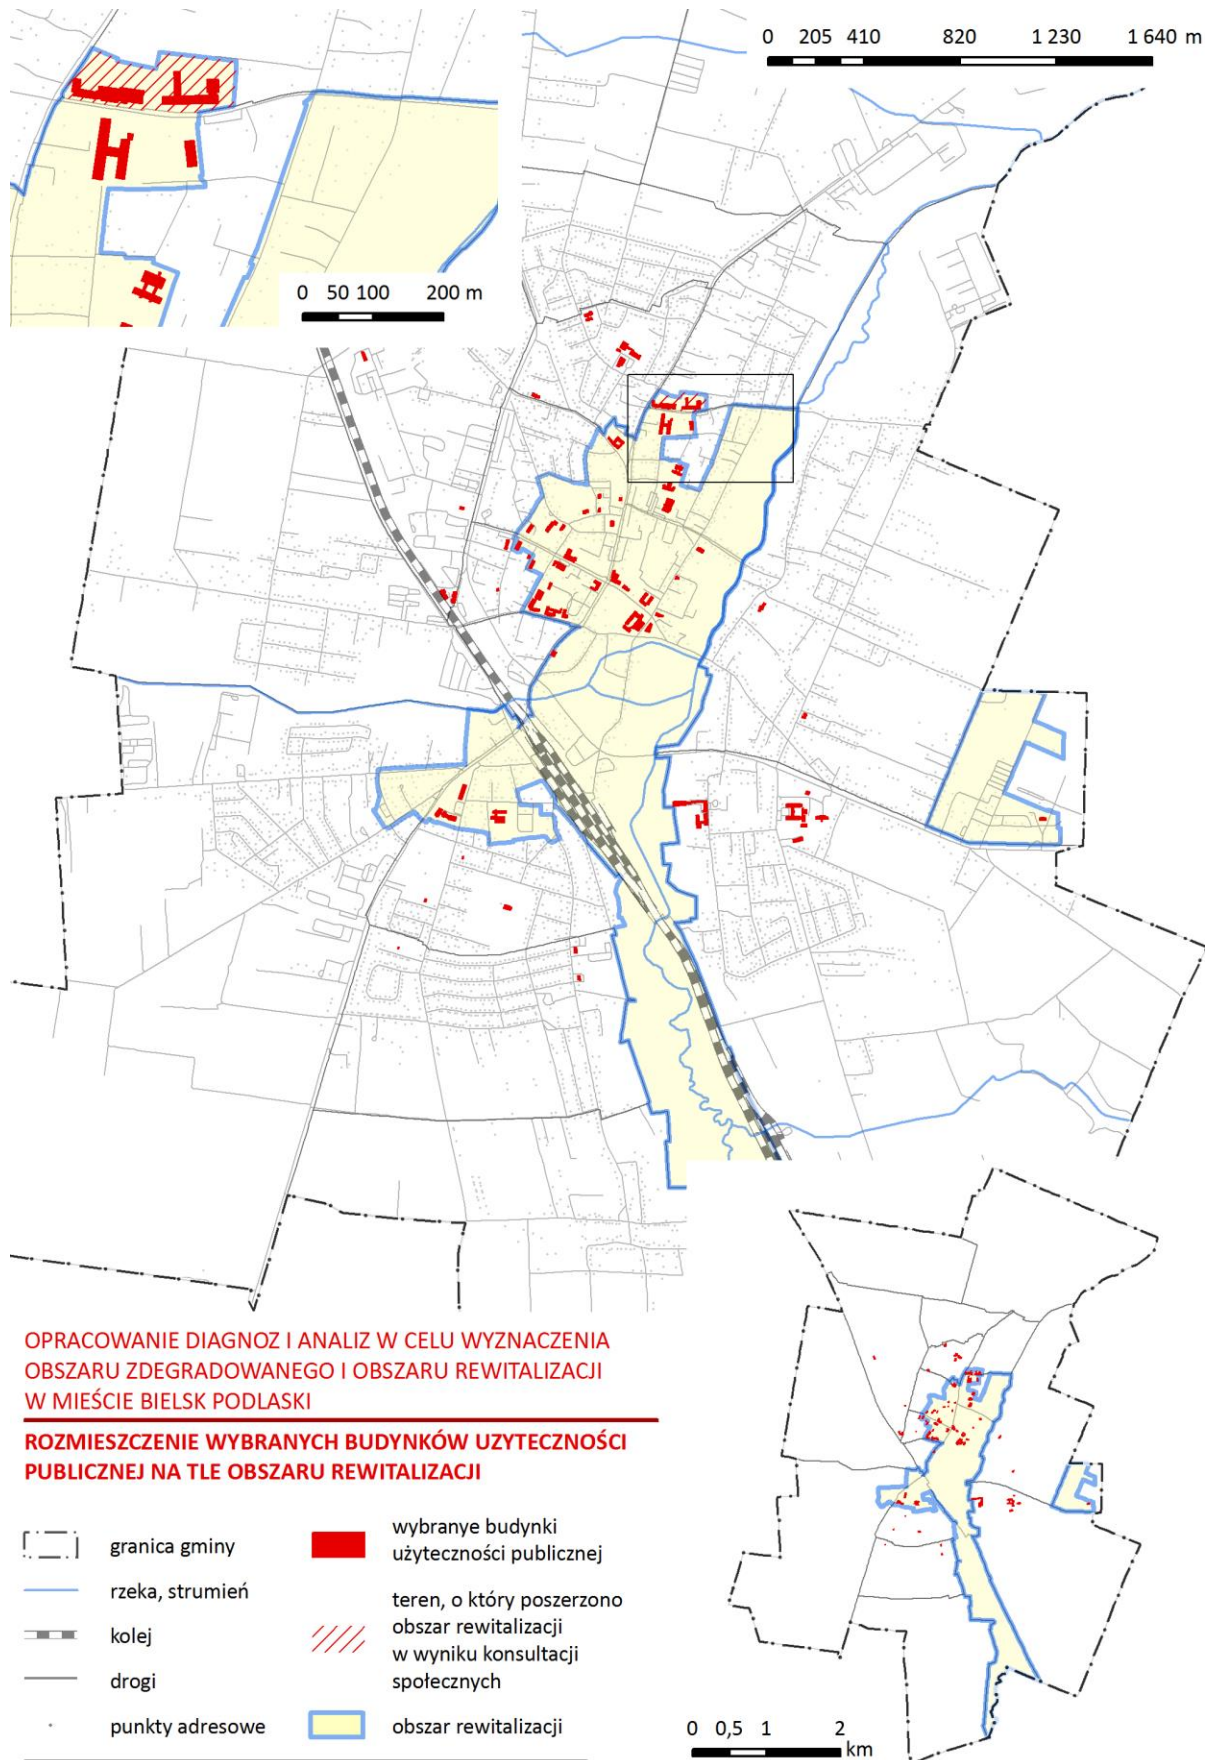 0 205 410 820 1 230 1 640 m
0 50 100 200 m
OPRACOWANIE DIAGNOZ I ANALIZ W CELU WYZNACZENIA
OBSZARU ZDEGRADOWANEGO I OBSZARU REWITALIZACJI
W MIEŚCIE BIELSK PODLASKI
ROZMIESZCZENIE WYBRANYCH BUDYNKÓW UZYTECZNOŚCI
PUBLICZNEJ NA TLE OBSZARU REWITALIZACJI
granica gminy
rzeka, strumień
kolej
drogi
punkty adresowe
wybranye budynki
użyteczności publicznej
teren, o który poszerzono
obszar rewitalizacji
w wyniku konsultacji
społecznych
obszar rewitalizacji
0 0,5 1 2
km